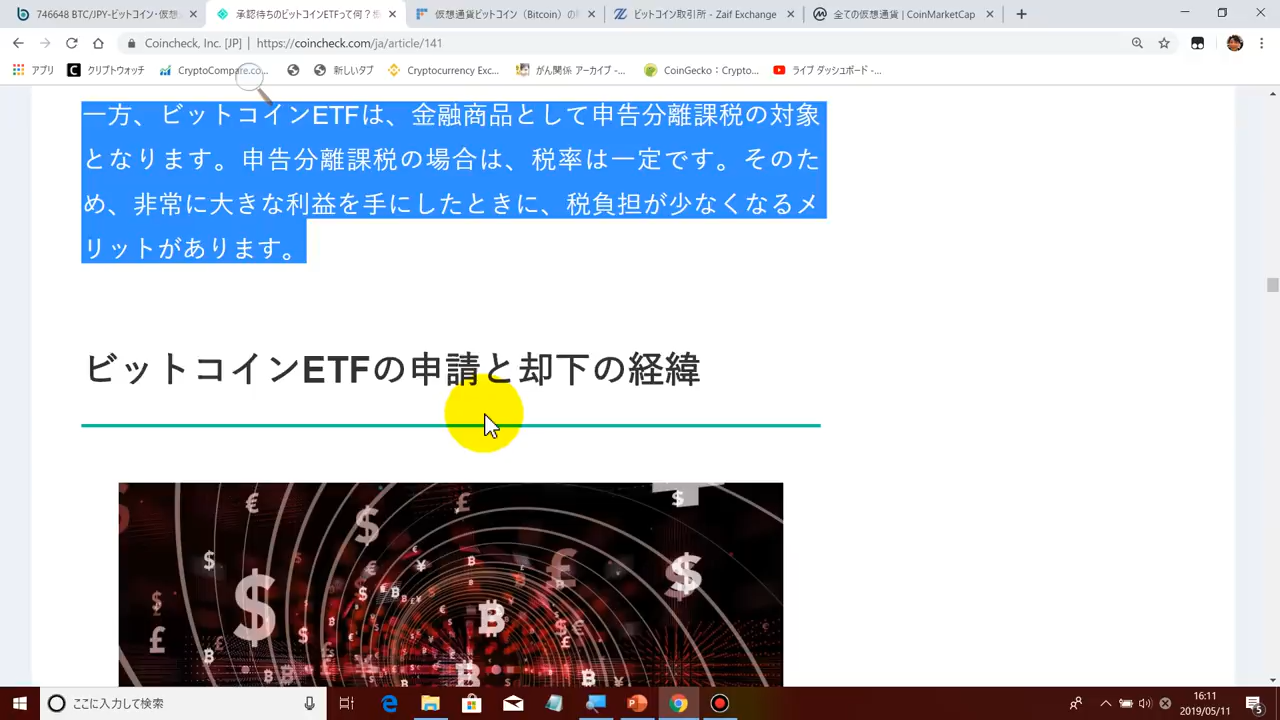 746648 BTC/JPY-ビットコイン・仮想
承認待ちのビットコインETFって何？
仮想通貨ビットコイン（Bitcoin）の
ビットコイン取引所 - Zaif Exchange
全ての仮想通貨 | CoinMarketCap
Coincheck, Inc. [JP] | https://coincheck.com/ja/article/141
アプリ
クリプトウォッチ
CryptoCompare.co...
新しいタブ
Cryptocurrency Exc...
がん関係 アーカイブ - ...
CoinGecko: Cryptoc...
ライブ ダッシュボード - ...
一方、ビットコインETFは、金融商品として申告分離課税の対象
となります。申告分離課税の場合は、税率は一定です。そのた
め、非常に大きな利益を手にしたときに、税負担が少なくなるメ
リットがあります。
ビットコインETFの申請と却下の経緯
ここに入力して検索
16:11
2019/05/11
5